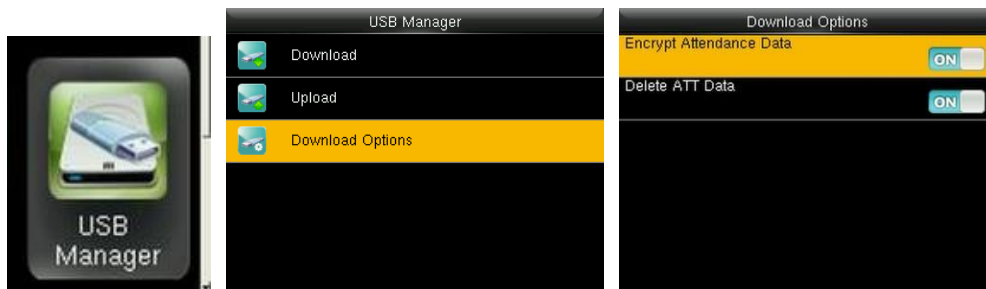 USB
Manager
USB Manager
Download
Upload
Download Options
Download Options
Encrypt Attendance Data
ON
Delete ATT Data
ON